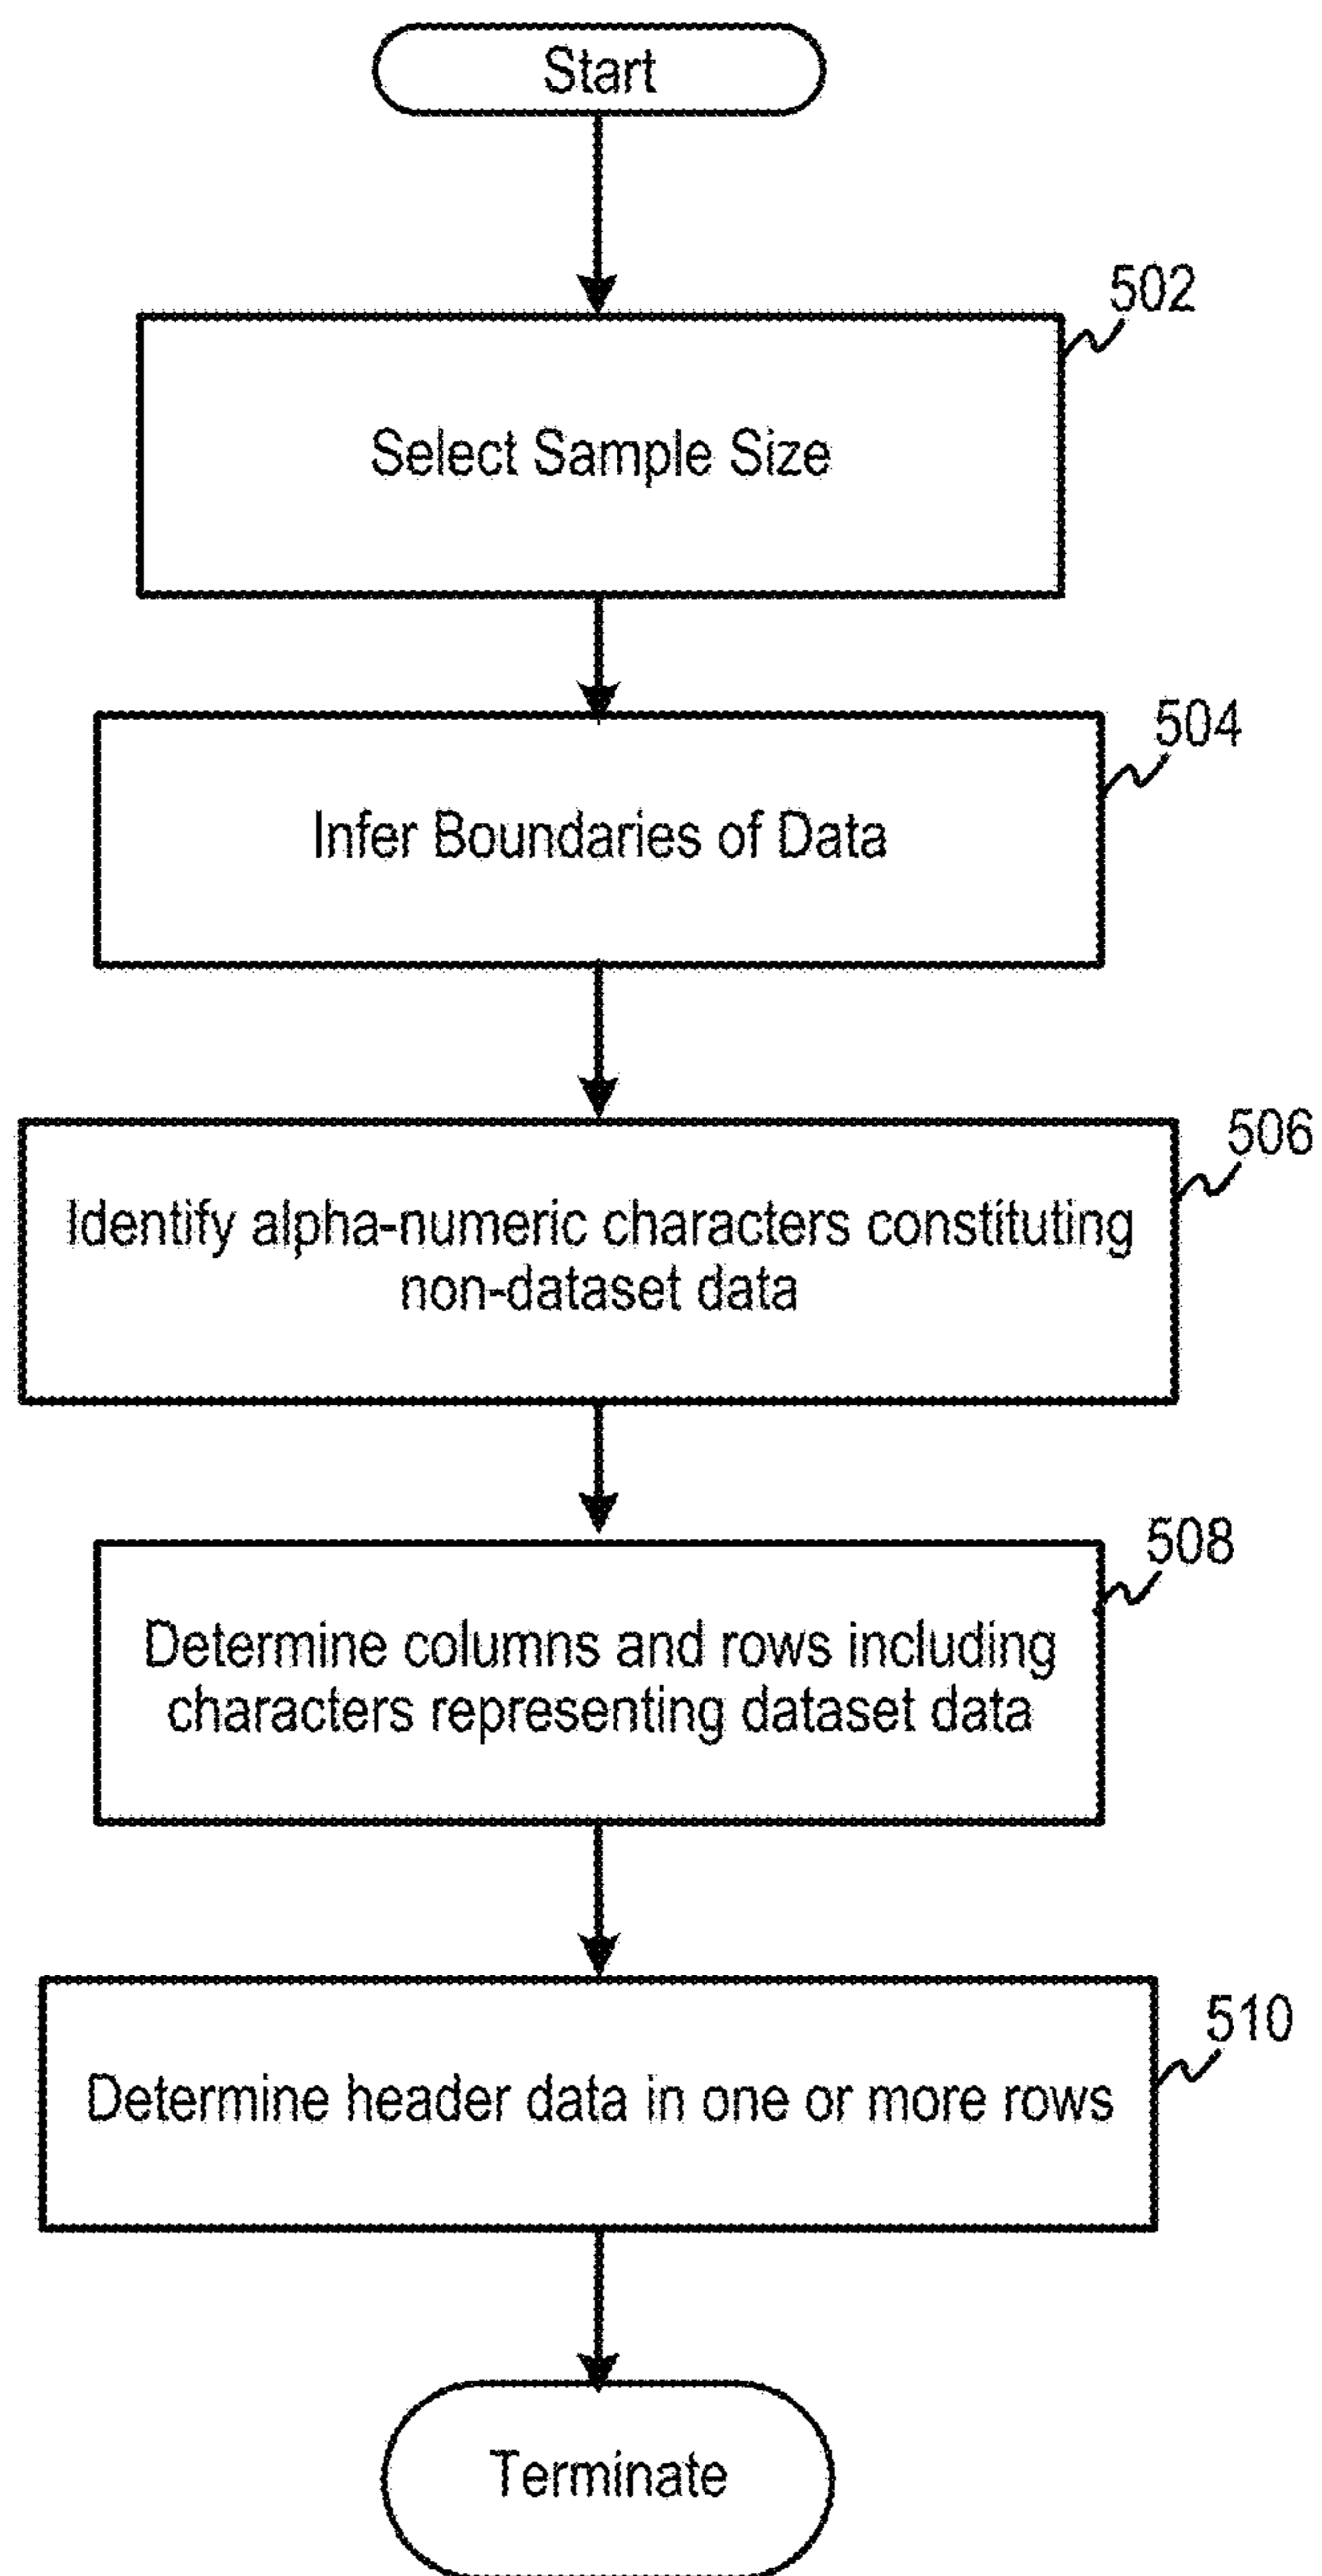 Start
502
Select Sample Size
504
Infer Boundaries of Data
506
Identify alpha-numeric characters constituting
non-dataset data
508
Determine columns and rows including
characters representing dataset data
510
Determine header data in one or more rows
Terminate